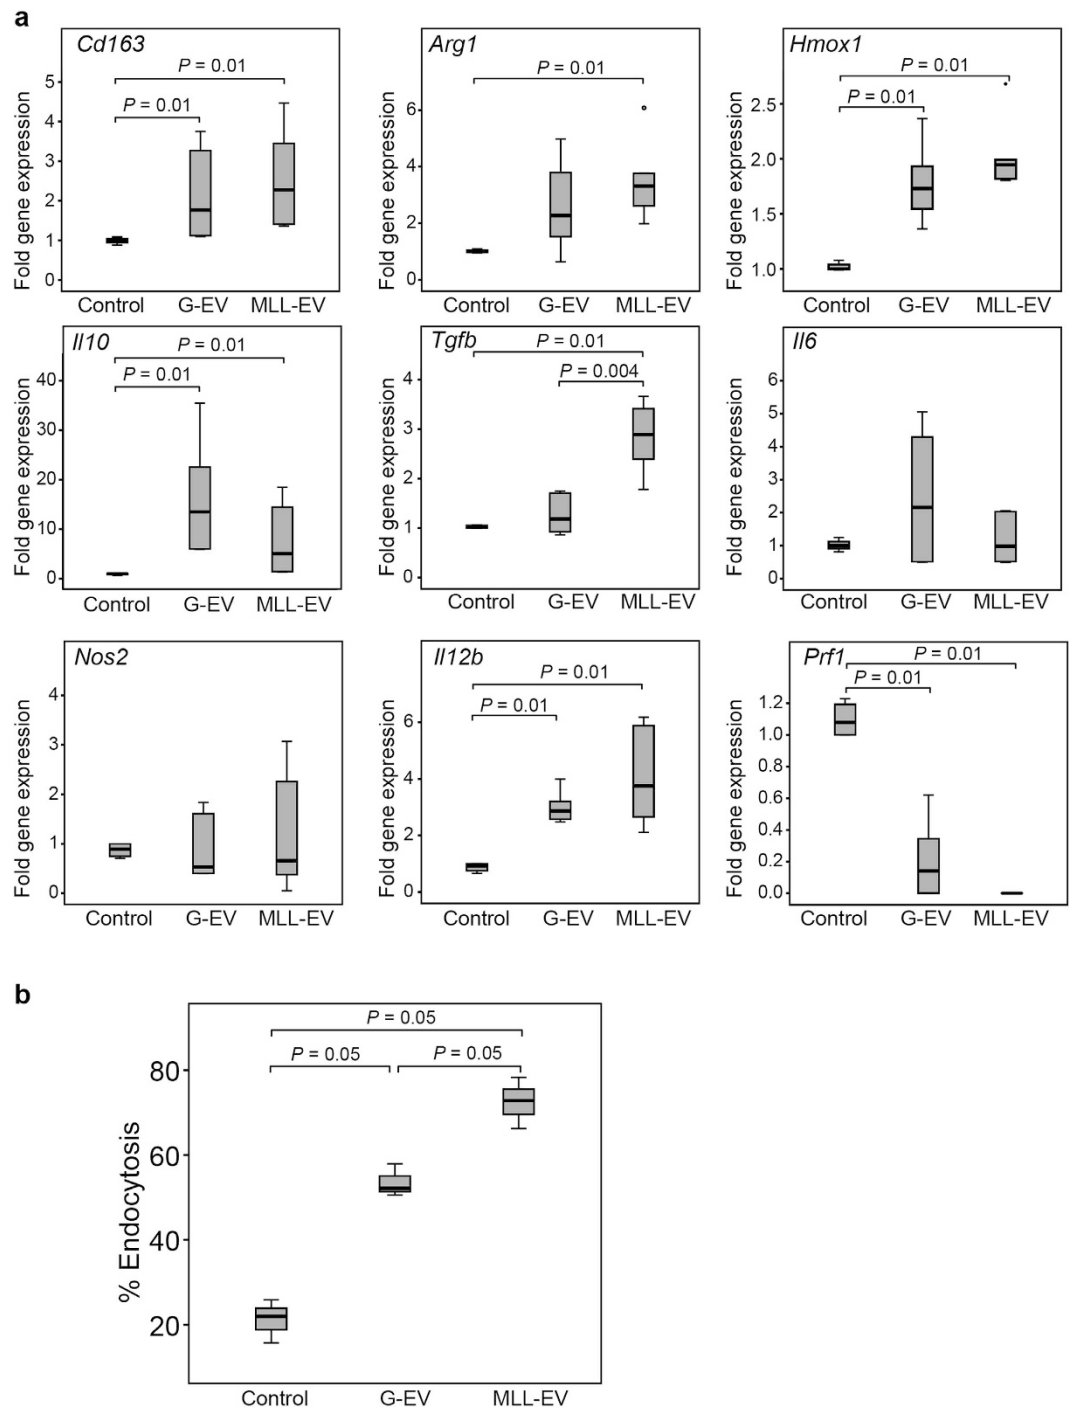 a
Cd163
P = 0.01
P = 0.01
Fold gene expression
5
4
3
2
1
0
Control G-EV MLL-EV
Arg1
P = 0.01
Fold gene expression
6
4
2
0
Control G-EV MLL-EV
Hmox1
P = 0.01
P = 0.01
Fold gene expression
2.5
2.0
1.5
1.0
Control G-EV MLL-EV
Il10
P = 0.01
P = 0.01
Fold gene expression
40
30
20
10
0
Control G-EV MLL-EV
Tgfb
P = 0.01
P = 0.004
Fold gene expression
4
3
2
1
0
Control G-EV MLL-EV
Il6
Fold gene expression
6
5
4
3
2
1
0
Control G-EV MLL-EV
Nos2
Fold gene expression
4
3
2
1
0
Control G-EV MLL-EV
Il12b
P = 0.01
P = 0.01
Fold gene expression
6
4
2
0
Control G-EV MLL-EV
Prf1
P = 0.01
P = 0.01
Fold gene expression
1.2
1.0
0.8
0.6
0.4
0.2
0.0
Control G-EV MLL-EV
b
P = 0.05
P = 0.05 P = 0.05
% Endocytosis
80
60
40
20
Control G-EV MLL-EV